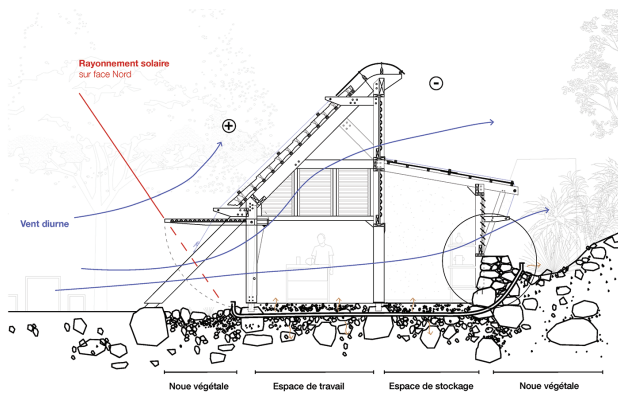 Rayonnement solaire
sur face Nord
+
-
Vent diurne
Noue végétale
Espace de travail
Espace de stockage
Noue végétale